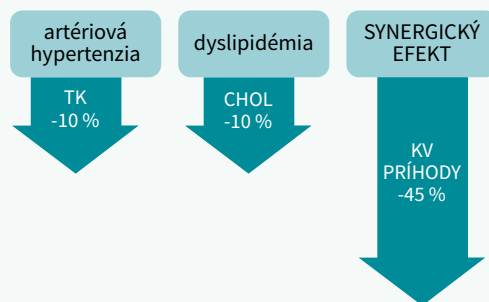 artériová
hypertenzia
TK
-10 %
dyslipidémia
CHOL
-10 %
SYNERGICKÝ
EFEKT
KV
PRÍHODY
-45 %